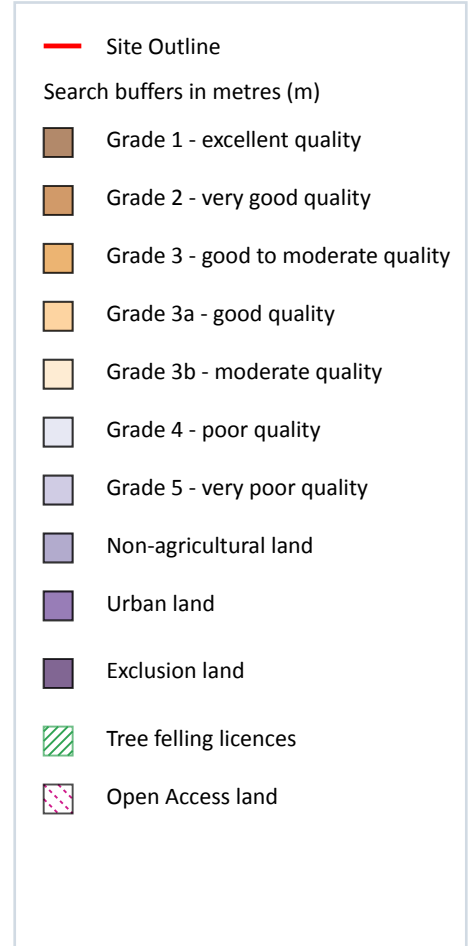 Site Outline
Search buffers in metres (m)
Grade 1 - excellent quality
Grade 2 - very good quality
Grade 3 - good to moderate quality
Grade 3a - good quality
Grade 3b - moderate quality
Grade 4 - poor quality
Grade 5 - very poor quality
Non-agricultural land
Urban land
Exclusion land
Tree felling licences
Open Access land